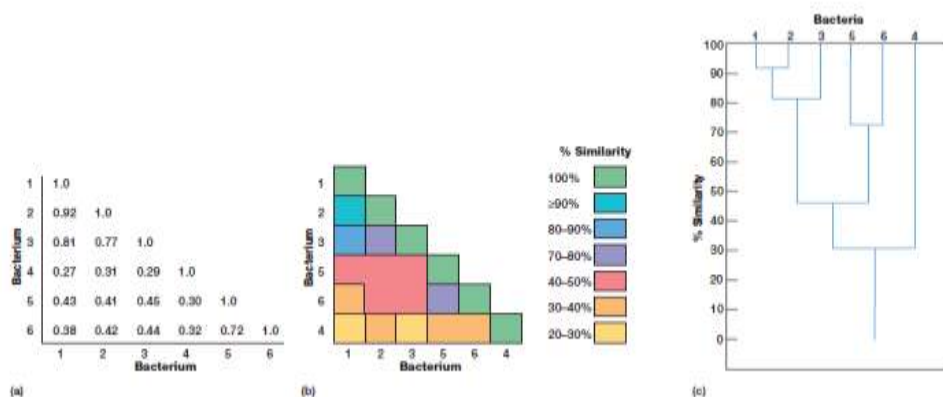 1 1.0
2 0.92 1.0
3 0.81 0.77 1.0
4 0.27 0.31 0.29 1.0
5 0.43 0.41 0.45 0.30 1.0
6 0.38 0.42 0.44 0.32 0.72 1.0
1 2 3 4 5 6
Bacterium
Bacterium
(a)
1
2
3
5
6
4
1 2 3 5 6 4
Bacterium
Bacterium
(b)
% Similarity
100%
≥90%
80–90%
70–80%
40–50%
30–40%
20–30%
Bacteria
1 2 3 5 6 4
100
90
80
70
60
50
40
30
20
10
0
% Similarity
(c)